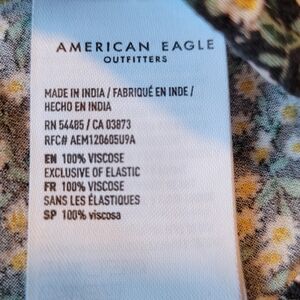 AMERICAN EAGLE
OUTFITTERS
MADE IN INDIA / FABRIQUÉ EN INDE /
HECHO EN INDIA
RN 54485 / CA 03873
RFC# AEM120605U9A
EN 100% VISCOSE
EXCLUSIVE OF ELASTIC
FR 100% VISCOSE
SANS LES ÉLASTIQUES
SP 100% viscosa